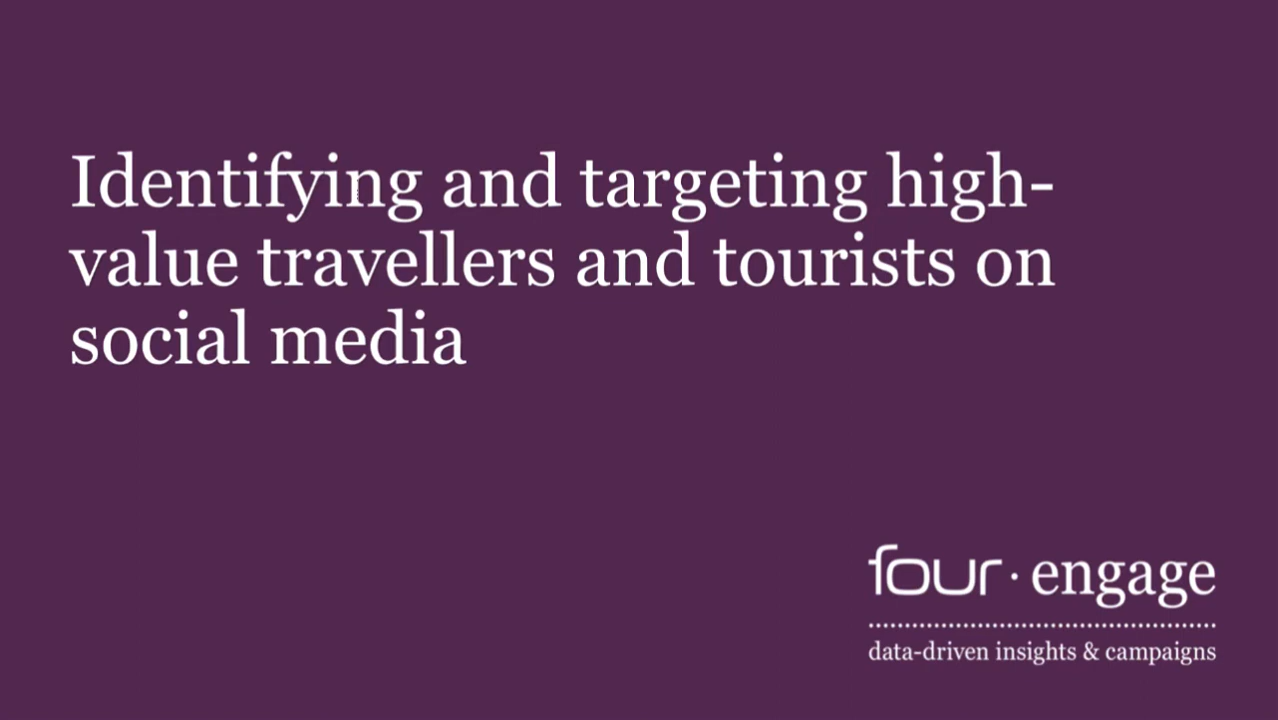 Identifying and targeting high-
value travellers and tourists on
social media
four · engage
data-driven insights & campaigns